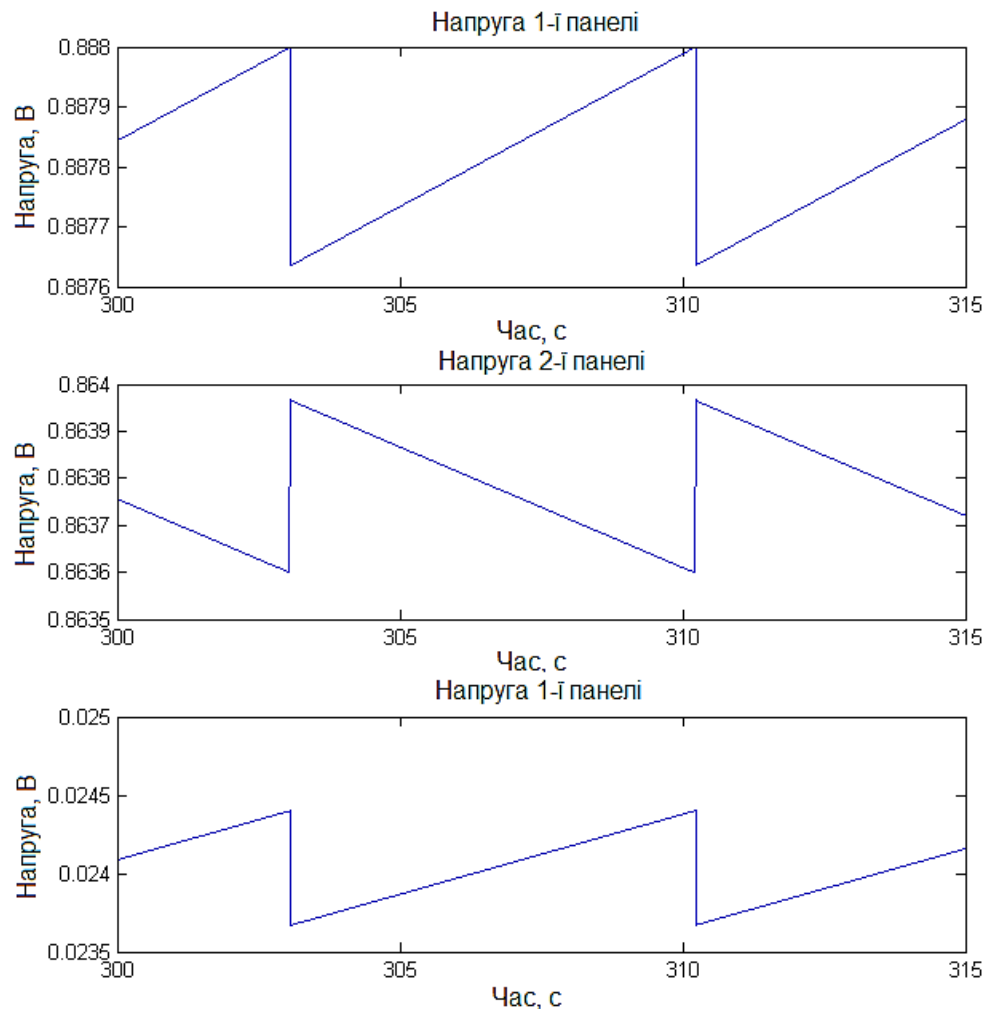 Напруга 1-ї панелі
0.888
0.8879
0.8878
0.8877
0.8876
Напруга, В
300 305 310 315
Час, с
Напруга 2-ї панелі
0.864
0.8639
0.8638
0.8637
0.8636
0.8635
Напруга, В
300 305 310 315
Час, с
Напруга 1-ї панелі
0.025
0.0245
0.024
0.0235
Напруга, В
300 305 310 315
Час, с